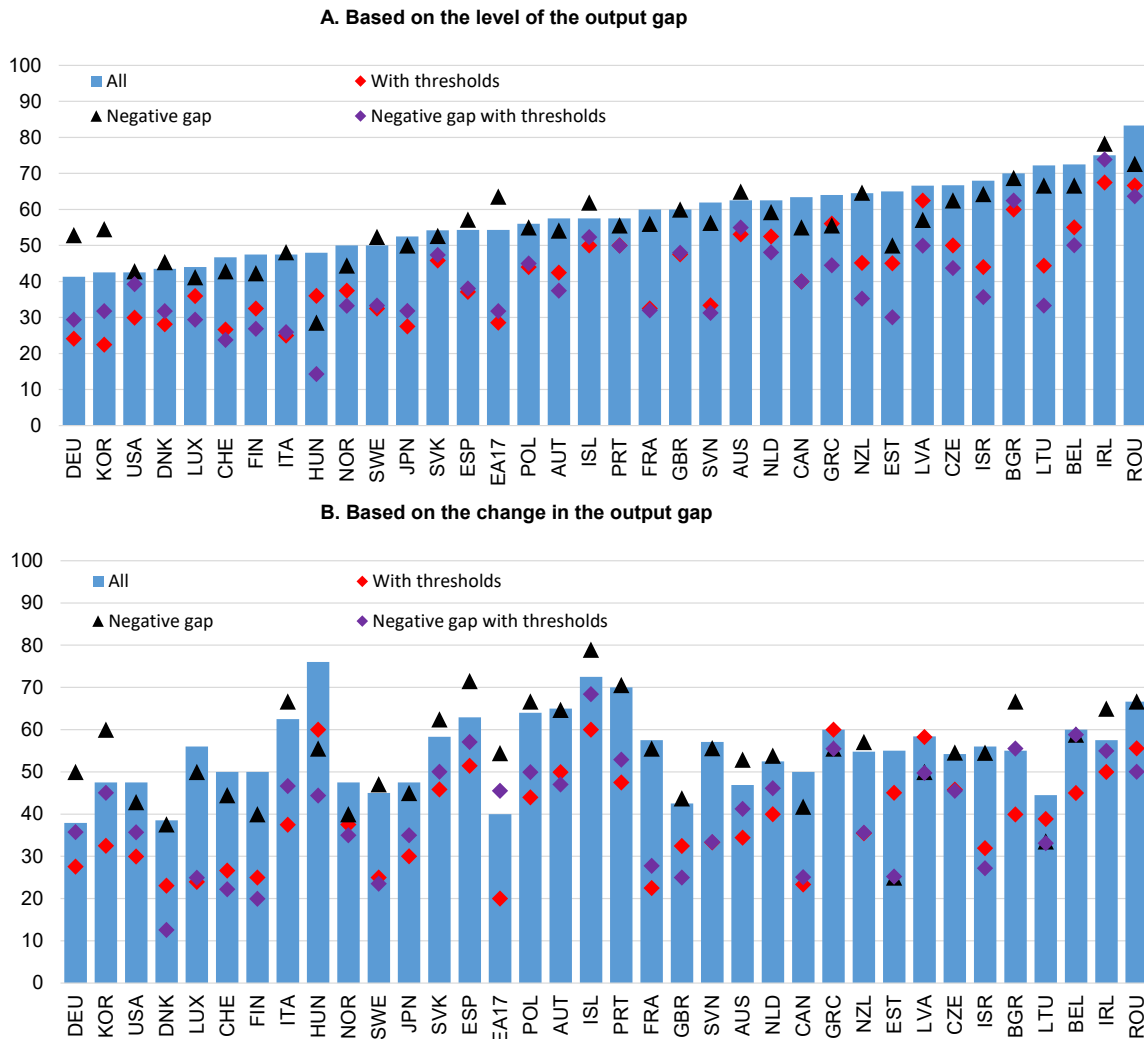 A. Based on the level of the output gap
100
90
80
70
60
50
40
30
20
10
0
All
With thresholds
Negative gap
Negative gap with thresholds
DEU KOR USA DNK LUX CHE FIN ITA HUN NOR SWE JPN SVK ESP EA17 POL AUT ISL PRT FRA GBR SVN AUS NLD CAN GRC NZL EST LVA CZE ISR BGR LTU BEL IRL ROU
B. Based on the change in the output gap
100
90
80
70
60
50
40
30
20
10
0
All
With thresholds
Negative gap
Negative gap with thresholds
DEU KOR USA DNK LUX CHE FIN ITA HUN NOR SWE JPN SVK ESP EA17 POL AUT ISL PRT FRA GBR SVN AUS NLD CAN GRC NZL EST LVA CZE ISR BGR LTU BEL IRL ROU